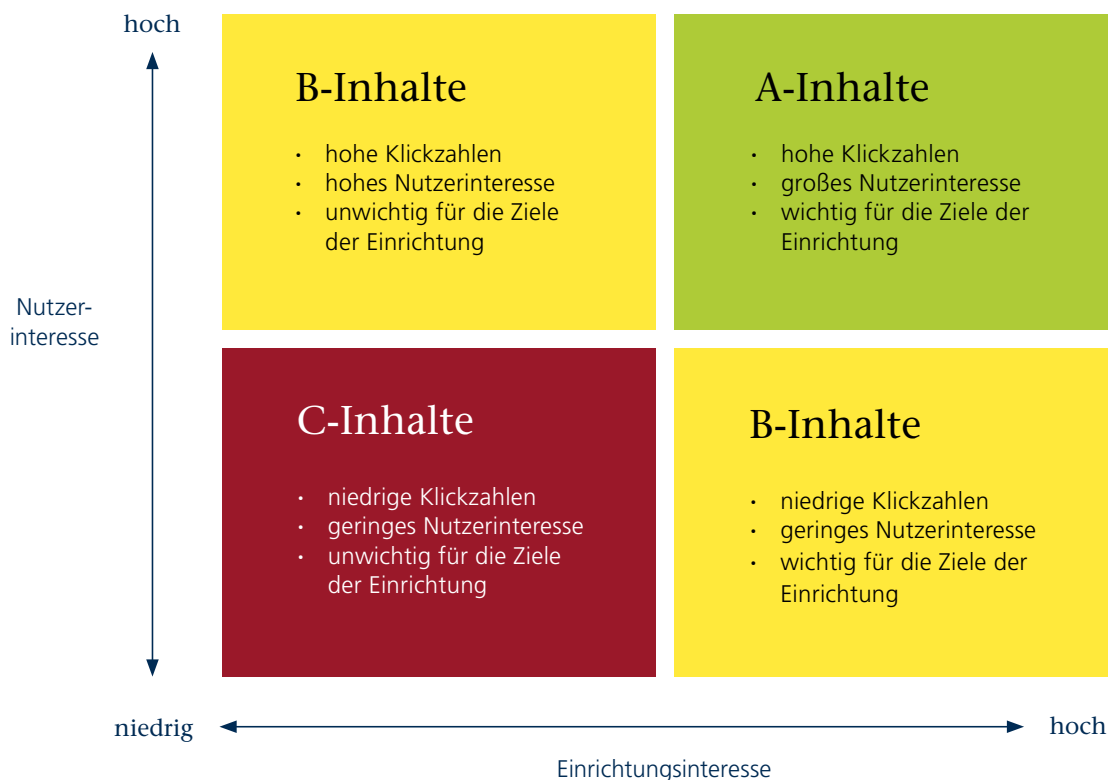 hoch
B-Inhalte
· hohe Klickzahlen
· hohes Nutzerinteresse
· unwichtig für die Ziele
der Einrichtung
A-Inhalte
· hohe Klickzahlen
· großes Nutzerinteresse
· wichtig für die Ziele der
Einrichtung
Nutzer-
interesse
C-Inhalte
· niedrige Klickzahlen
· geringes Nutzerinteresse
· unwichtig für die Ziele
der Einrichtung
B-Inhalte
· niedrige Klickzahlen
· geringes Nutzerinteresse
· wichtig für die Ziele der
Einrichtung
niedrig
hoch
Einrichtungsinteresse